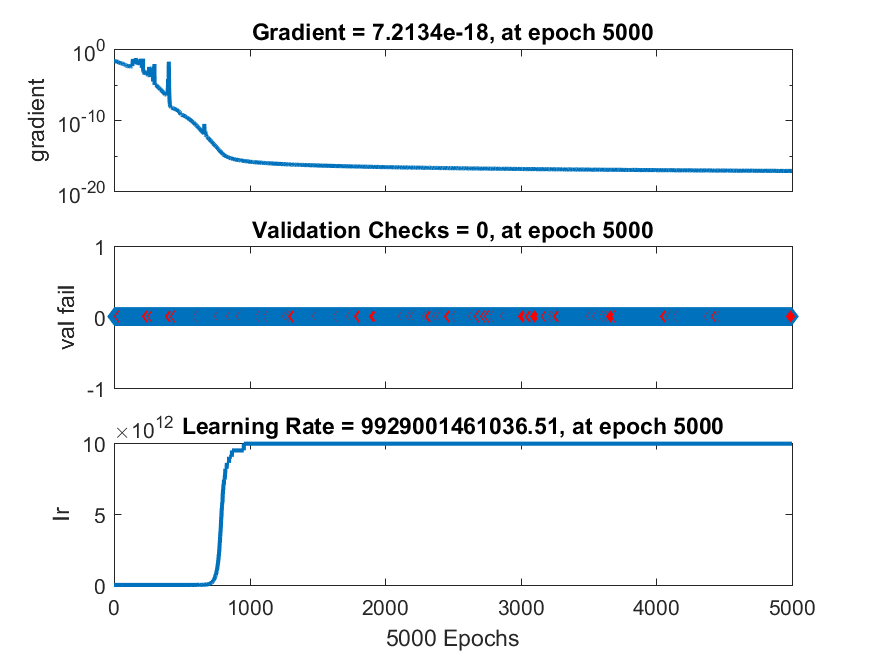 Gradient = 7.2134e-18, at epoch 5000
10^0
10^-10
10^-20
gradient
Validation Checks = 0, at epoch 5000
1
0
-1
val fail
×10^12 Learning Rate = 9929001461036.51, at epoch 5000
10
5
0
lr
0 1000 2000 3000 4000 5000
5000 Epochs